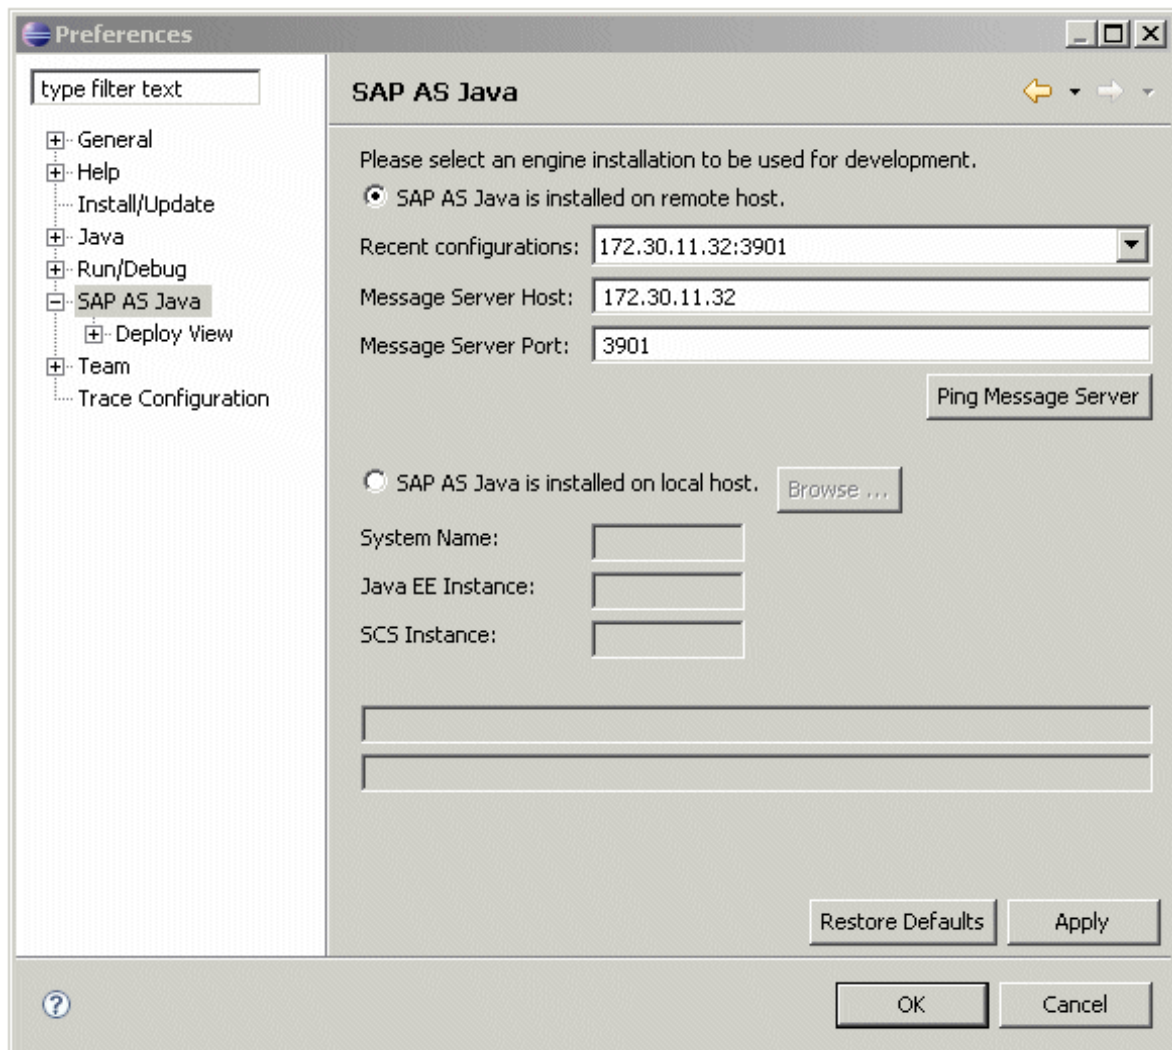 Preferences
type filter text
General
Help
Install/Update
Java
Run/Debug
SAP AS Java
Deploy View
Team
Trace Configuration
SAP AS Java
Please select an engine installation to be used for development.
SAP AS Java is installed on remote host.
Recent configurations: 172.30.11.32:3901
Message Server Host: 172.30.11.32
Message Server Port: 3901
Ping Message Server
SAP AS Java is installed on local host. Browse ...
System Name:
Java EE Instance:
SCS Instance:
Restore Defaults Apply
? OK Cancel